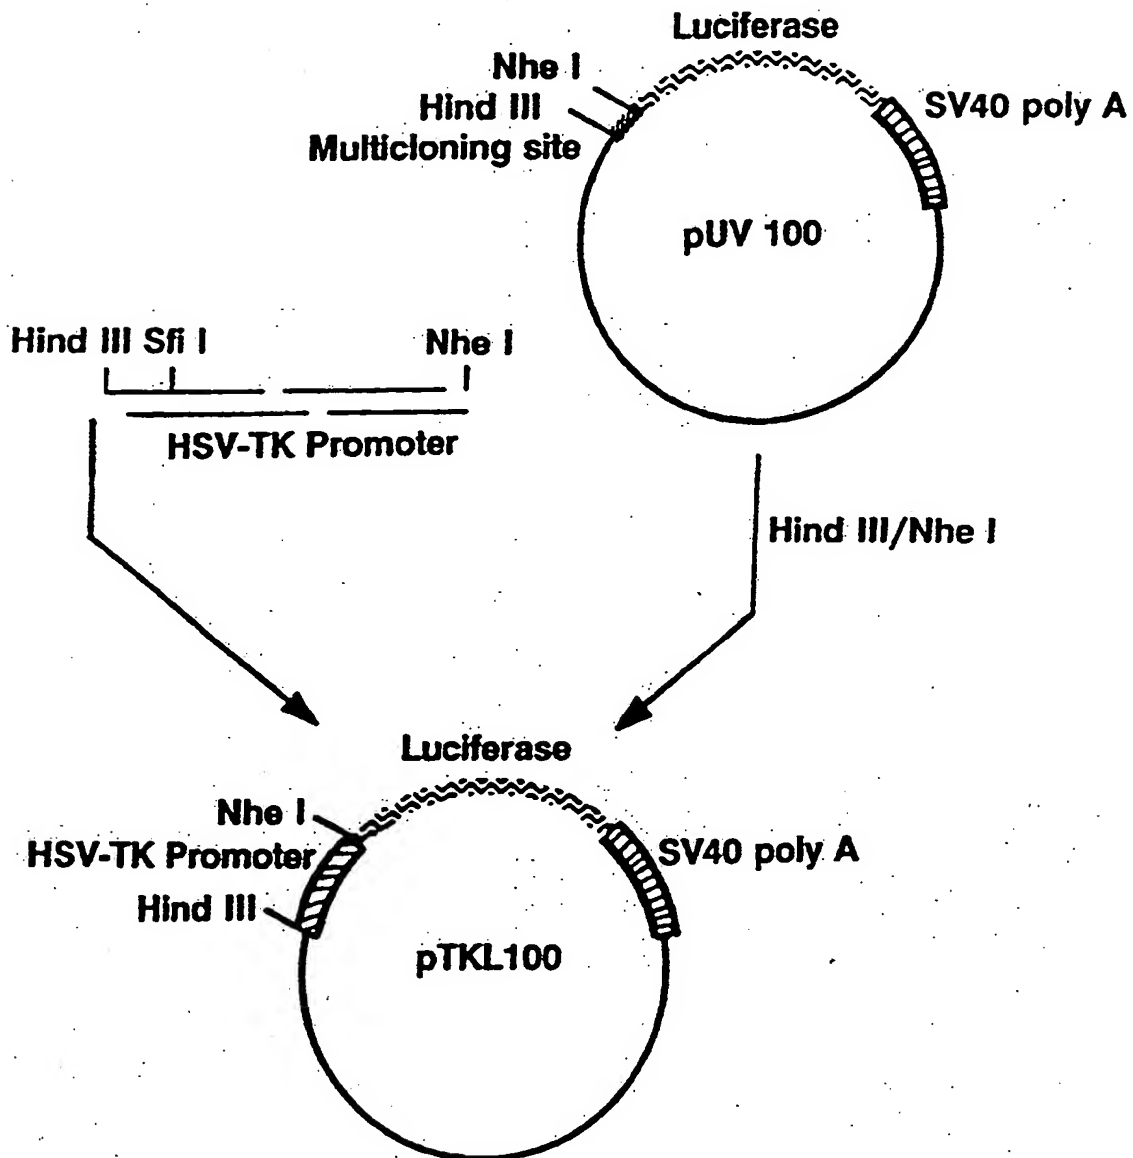 Luciferase
Nhe I
Hind III
Multicloning site
SV40 poly A
pUV 100
Hind III Sfi I
Nhe I
HSV-TK Promoter
Hind III/Nhe I
Luciferase
Nhe I
HSV-TK Promoter
Hind III
SV40 poly A
pTKL100